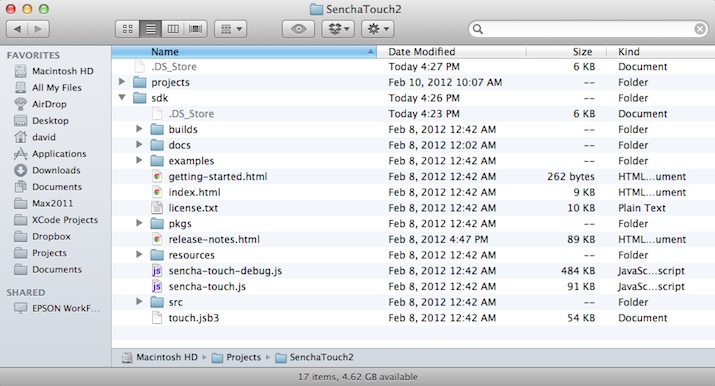 SenchaTouch2
FAVORITES
Macintosh HD
All My Files
AirDrop
Desktop
david
Applications
Downloads
Documents
Max2011
XCode Projects
Dropbox
Projects
Documents
SHARED
EPSON WorkF...
Name Date Modified Size Kind
.DS_Store Today 4:27 PM 6 KB Document
projects Feb 10, 2012 10:07 AM -- Folder
sdk Today 4:26 PM -- Folder
.DS_Store Today 4:23 PM 6 KB Document
builds Feb 8, 2012 12:42 AM -- Folder
docs Feb 8, 2012 12:02 AM -- Folder
examples Feb 8, 2012 12:42 AM -- Folder
getting-started.html Feb 8, 2012 12:42 AM 262 bytes HTML...ument
index.html Feb 8, 2012 12:42 AM 9 KB HTML...ument
license.txt Feb 8, 2012 12:42 AM 10 KB Plain Text
pkgs Feb 8, 2012 12:42 AM -- Folder
release-notes.html Feb 8, 2012 4:47 PM 89 KB HTML...ument
resources Feb 8, 2012 12:42 AM -- Folder
js sencha-touch-debug.js Feb 8, 2012 12:42 AM 484 KB JavaSc...script
js sencha-touch.js Feb 8, 2012 12:42 AM 91 KB JavaSc...script
src Feb 8, 2012 12:42 AM -- Folder
touch.jsb3 Feb 8, 2012 12:42 AM 54 KB Document
Macintosh HD Projects SenchaTouch2
17 items, 4.62 GB available